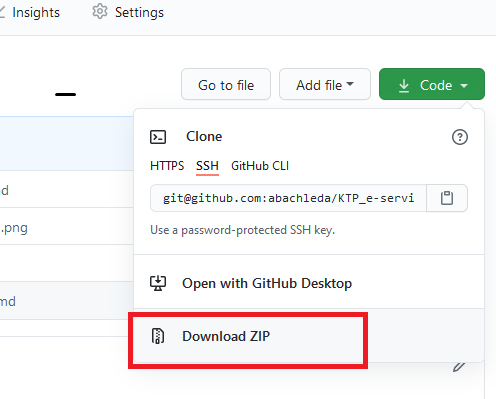 Insights Settings
Go to file Add file Code
Clone
HTTPS SSH GitHub CLI
git@github.com:abachleda/KTP_e-servi
d
.png
Use a password-protected SSH key.
Open with GitHub Desktop
md
Download ZIP